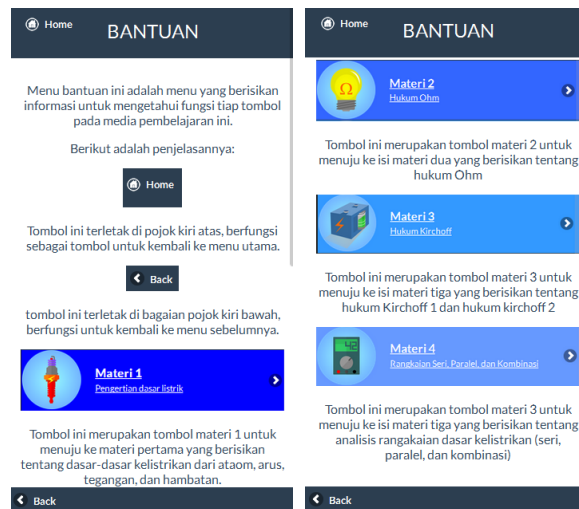 Home
BANTUAN
Menu bantuan ini adalah menu yang berisikan
informasi untuk mengetahui fungsi tiap tombol
pada media pembelajaran ini.
Berikut adalah penjelasannya:
Home
Tombol ini terletak di pojok kiri atas, berfungsi
sebagai tombol untuk kembali ke menu utama.
Back
tombol ini terletak di bagaian pojok kiri bawah,
berfungsi untuk kembali ke menu sebelumnya.
Materi 1
Pengertian dasar listrik
Tombol ini merupakan tombol materi 1 untuk
menuju ke materi pertama yang berisikan
tentang dasar-dasar kelistrikan dari ataom, arus,
tegangan, dan hambatan.
Back
Home
BANTUAN
Ω
Materi 2
Hukum Ohm
Tombol ini merupakan tombol materi 2 untuk
menuju ke isi materi dua yang berisikan tentang
hukum Ohm
Materi 3
Hukum Kirchoff
Tombol ini merupakan tombol materi 3 untuk
menuju ke isi materi tiga yang berisikan tentang
hukum Kirchoff 1 dan hukum kirchoff 2
Materi 4
Rangkaian Seri, Paralel, dan Kombinasi
Tombol ini merupakan tombol materi 3 untuk
menuju ke isi materi tiga yang berisikan tentang
analisis rangakaian dasar kelistrikan (seri,
paralel, dan kombinasi)
Back